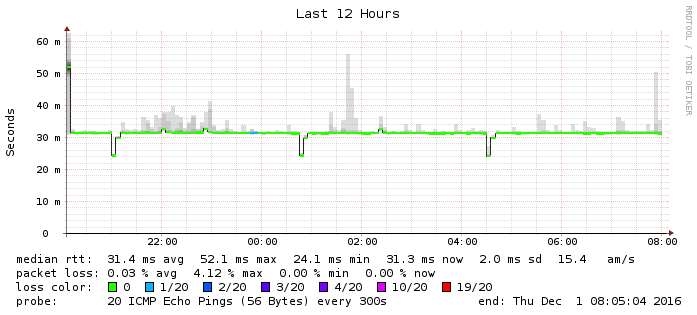 Last 12 Hours
RRDTOOL / TOBI OETIKER
Seconds
60 m
50 m
40 m
30 m
20 m
10 m
0
22:00 00:00 02:00 04:00 06:00 08:00
median rtt: 31.4 ms avg 52.1 ms max 24.1 ms min 31.3 ms now 2.0 ms sd 15.4 am/s
packet loss: 0.03 % avg 4.12 % max 0.00 % min 0.00 % now
loss color: 0 1/20 2/20 3/20 4/20 10/20 19/20
probe: 20 ICMP Echo Pings (56 Bytes) every 300s end: Thu Dec 1 08:05:04 2016